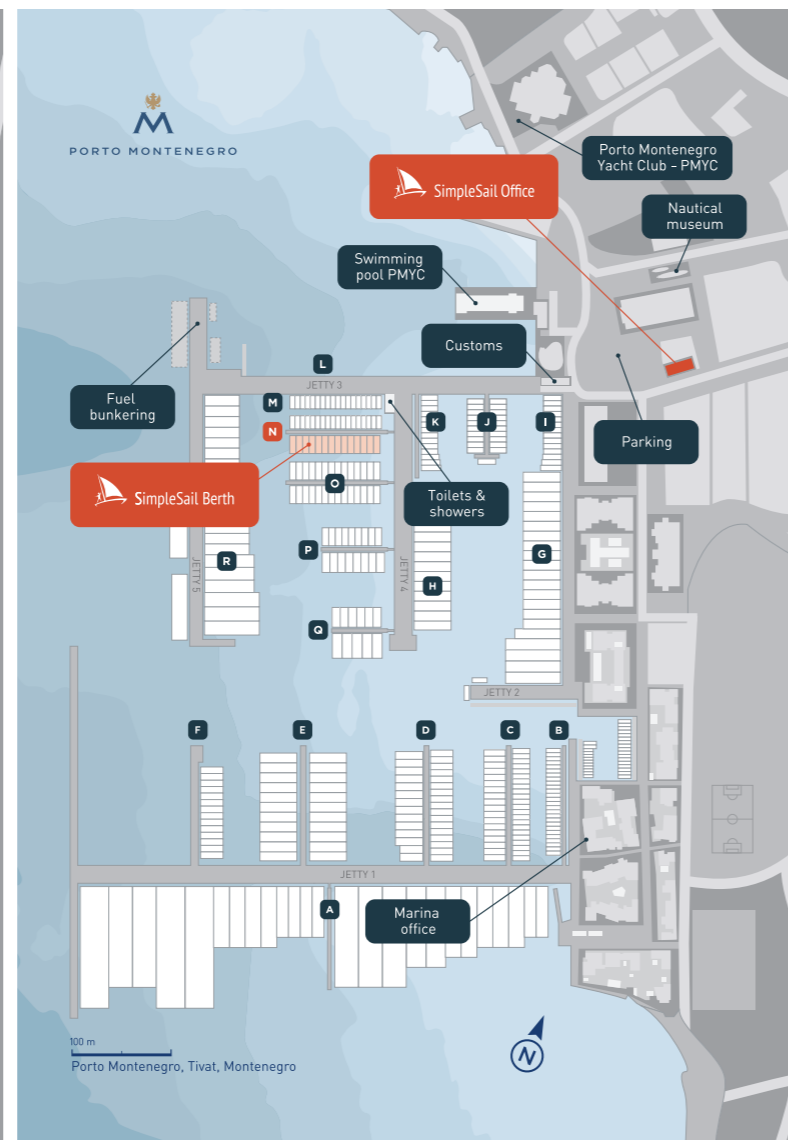 M
PORTO MONTENEGRO
Porto Montenegro
Yacht Club – PMYC
SimpleSail Office
Nautical
museum
Swimming
pool PMYC
Customs
L
JETTY 3
Fuel
bunkering
M
N
K
J
I
Parking
SimpleSail Berth
O
Toilets &
showers
P
R
JETTY 5
JETTY 4
H
G
Q
JETTY 2
F
E
D
C
B
JETTY 1
A
Marina
office
100 m
Porto Montenegro, Tivat, Montenegro
N